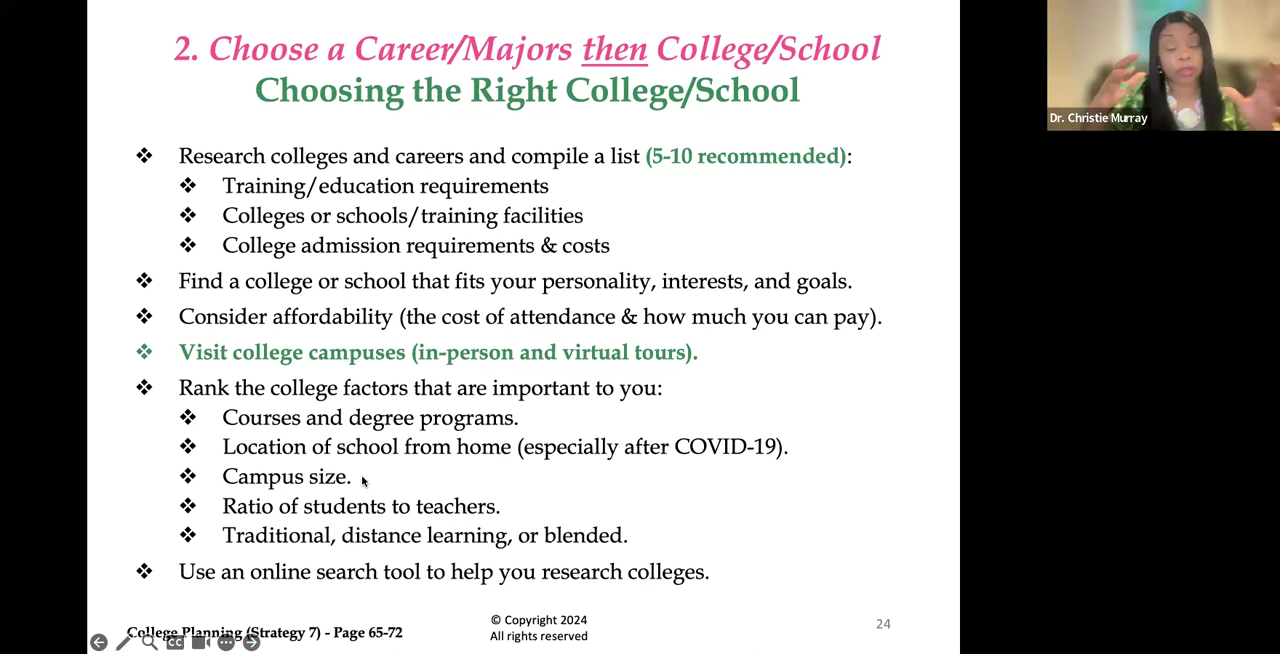 2. Choose a Career/Majors then College/School
Choosing the Right College/School
Dr. Christie Murray
❖ Research colleges and careers and compile a list (5-10 recommended):
❖ Training/education requirements
❖ Colleges or schools/training facilities
❖ College admission requirements & costs
❖ Find a college or school that fits your personality, interests, and goals.
❖ Consider affordability (the cost of attendance & how much you can pay).
❖ Visit college campuses (in-person and virtual tours).
❖ Rank the college factors that are important to you:
❖ Courses and degree programs.
❖ Location of school from home (especially after COVID-19).
❖ Campus size.
❖ Ratio of students to teachers.
❖ Traditional, distance learning, or blended.
❖ Use an online search tool to help you research colleges.
College Planning (Strategy 7) - Page 65-72
CC
© Copyright 2024
All rights reserved
24